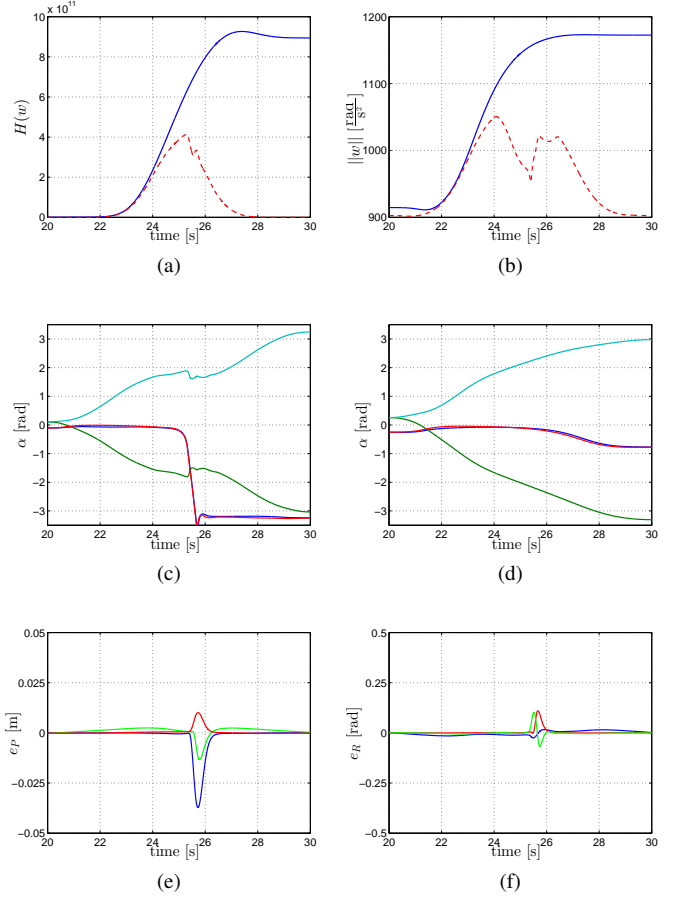 x 10¹¹
10
8
6
4
2
0
20 22 24 26 28 30
H(w)
time [s]
(a)
1200
1100
1000
900
20 22 24 26 28 30
||w|| [rad/s²]
time [s]
(b)
3
2
1
0
−1
−2
−3
20 22 24 26 28 30
α [rad]
time [s]
(c)
3
2
1
0
−1
−2
−3
20 22 24 26 28 30
α [rad]
time [s]
(d)
0.05
0.025
0
−0.025
−0.05
20 22 24 26 28 30
e_P [m]
time [s]
(e)
0.5
0.25
0
−0.25
−0.5
20 22 24 26 28 30
e_R [rad]
time [s]
(f)